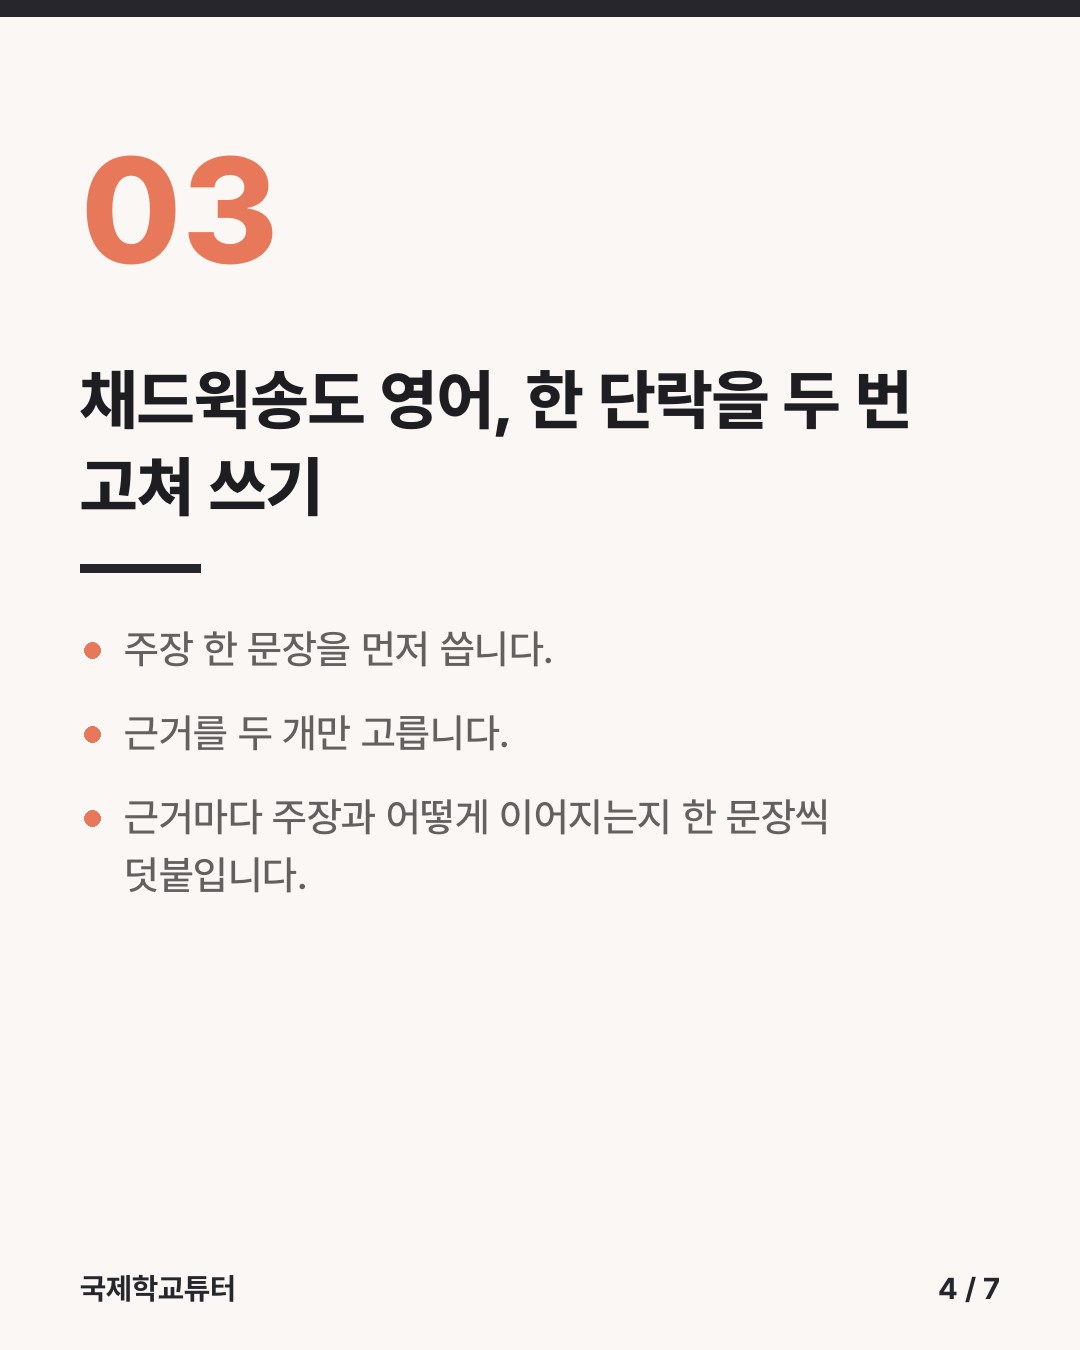 03
채드윅송도 영어, 한 단락을 두 번
고쳐 쓰기
주장 한 문장을 먼저 씁니다.
근거를 두 개만 고릅니다.
근거마다 주장과 어떻게 이어지는지 한 문장씩
덧붙입니다.
국제학교튜터
4 / 7